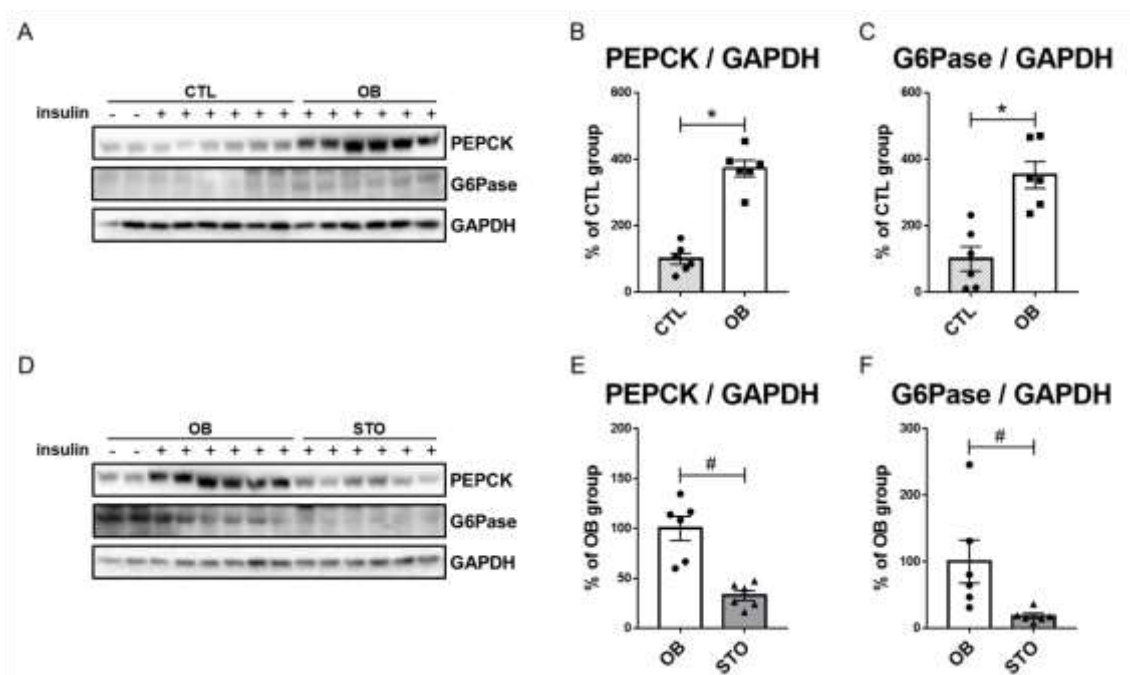 A
CTL OB
insulin - - + + + + + + + + + + + +
PEPCK
G6Pase
GAPDH
B
PEPCK / GAPDH
% of CTL group
600
400
200
0
*
CTL OB
C
G6Pase / GAPDH
% of CTL group
600
400
200
0
*
CTL OB
D
OB STO
insulin - - + + + + + + + + + + + +
PEPCK
G6Pase
GAPDH
E
PEPCK / GAPDH
% of OB group
200
150
100
50
0
#
OB STO
F
G6Pase / GAPDH
% of OB group
300
200
100
0
#
OB STO